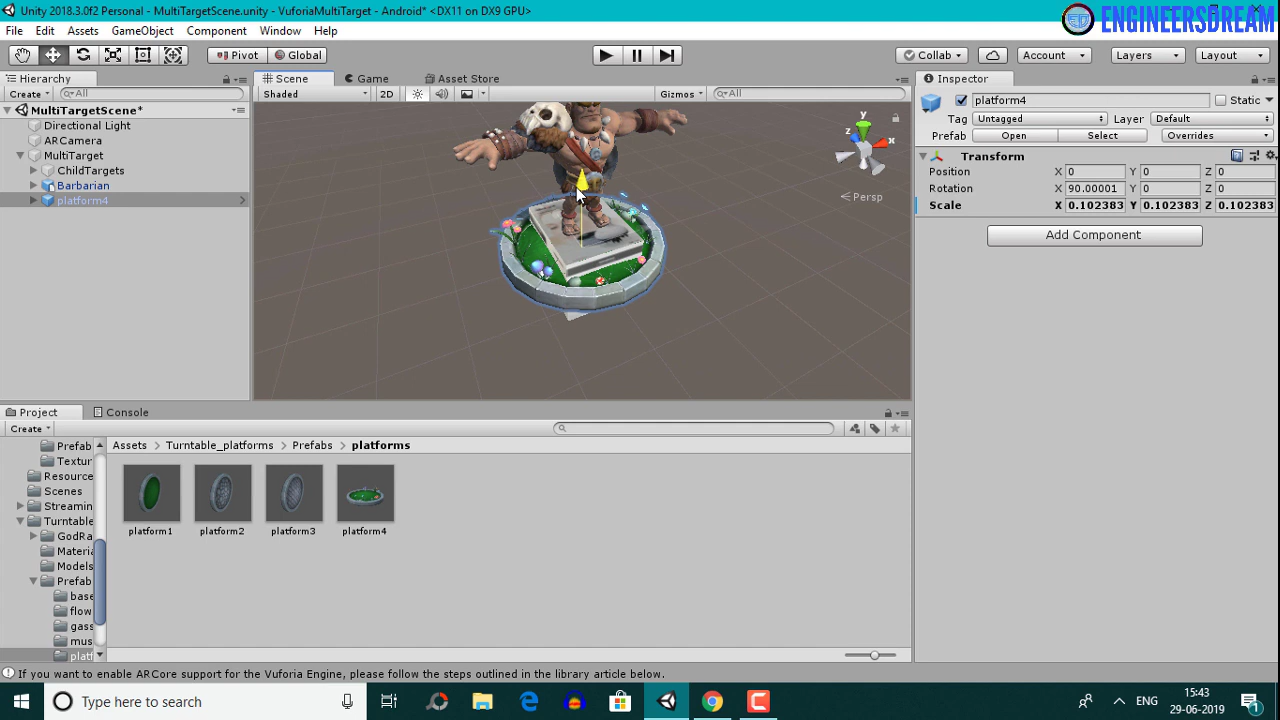 Unity 2018.3.0f2 Personal - MultiTargetScene.unity - VuforiaMultiTarget - Android* <DX11 on DX9 GPU>
ENGINEERSDREAM
File Edit Assets GameObject Component Window Help
Pivot Global Collab Account Layers Layout
Hierarchy Scene Game Asset Store Inspector
Create All Shaded 2D Gizmos All
platform4 Static
MultiTargetScene*
Tag Untagged Layer Default
Directional Light
Prefab Open Select Overrides
ARCamera
MultiTarget
Transform
ChildTargets
Position X 0 Y 0 Z 0
Barbarian
Rotation X 90.00001 Y 0 Z 0
platform4
Scale X 0.102383 Y 0.102383 Z 0.102383
Add Component
y
x
z
Persp
Project Console
Create
Prefab
Assets Turntable_platforms Prefabs platforms
Textur
Resource
Scenes
Streamin
Turntable
GodRa
Materia
Models
Prefab
base
flow
gass
mus
platf
platform1 platform2 platform3 platform4
If you want to enable ARCore support for the Vuforia Engine, please follow the steps outlined in the library article below.
Type here to search
ENG
15:43
29-06-2019
1